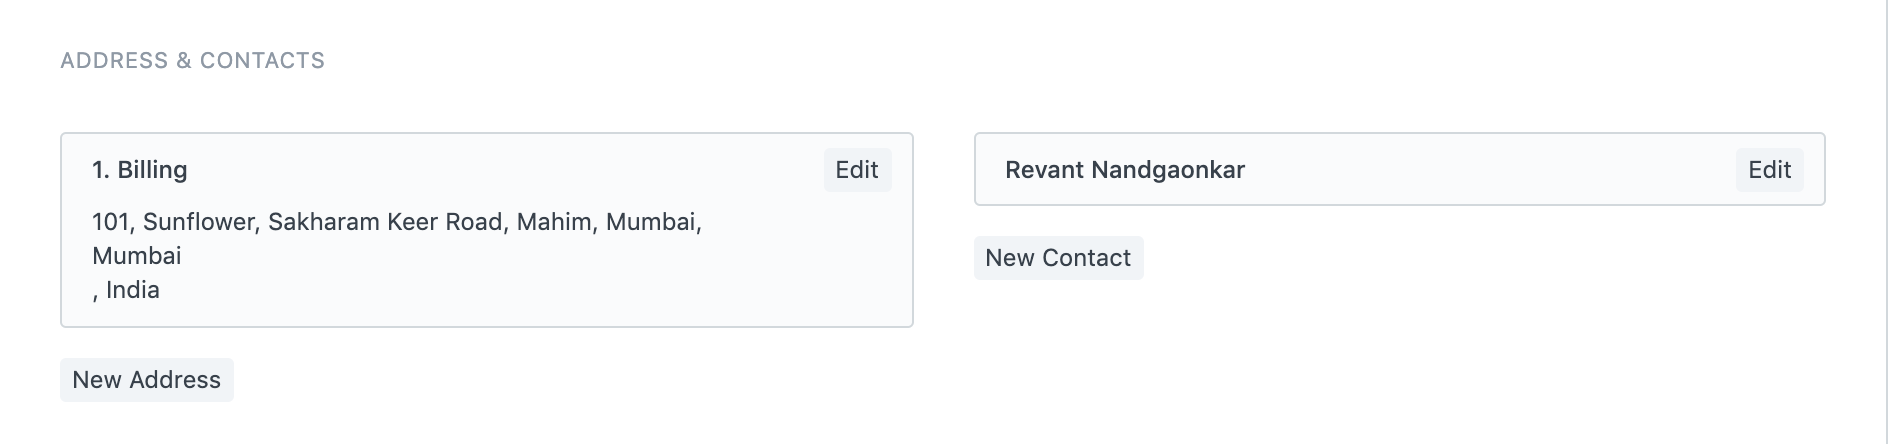 ADDRESS & CONTACTS
1. Billing
Edit
101, Sunflower, Sakharam Keer Road, Mahim, Mumbai,
Mumbai
, India
New Address
Revant Nandgaonkar
Edit
New Contact